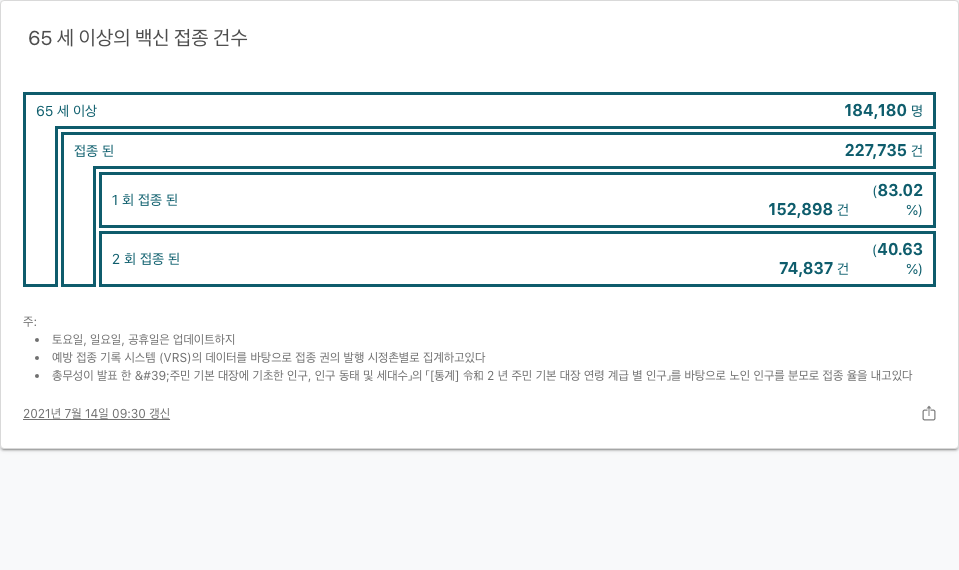 65 세 이상의 백신 접종 건수
65 세 이상 184,180 명
접종 된 227,735 건
1 회 접종 된 152,898 건 (83.02 %)
2 회 접종 된 74,837 건 (40.63 %)
주:
• 토요일, 일요일, 공휴일은 업데이트하지
• 예방 접종 기록 시스템 (VRS)의 데이터를 바탕으로 접종 권의 발행 시정촌별로 집계하고있다
• 총무성이 발표 한 &#39;주민 기본 대장에 기초한 인구, 인구 동태 및 세대수」의 「[통계] 令和 2 년 주민 기본 대장 연령 계급 별 인구」를 바탕으로 노인 인구를 분모로 접종 율을 내고있다
2021년 7월 14일 09:30 갱신